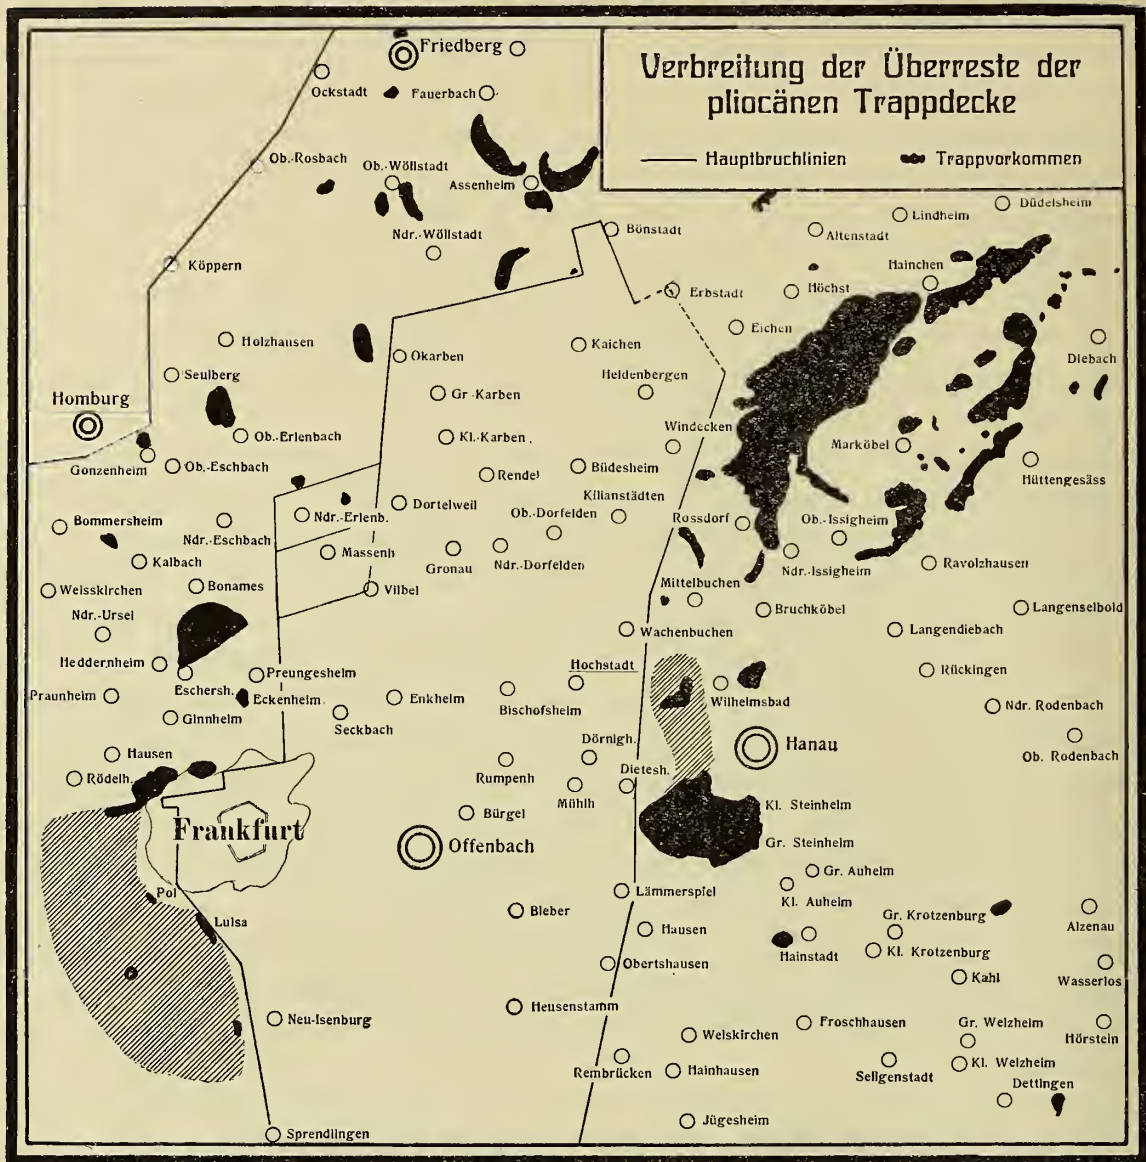 Verbreitung der Überreste der
pliocänen Trappdecke
Hauptbruchlinien Trappvorkommen
Friedberg
Ockstadt
Fauerbach
Ob.-Rosbach
Ob.-Wöllstadt
Assenheim
Düdelsheim
Lindheim
Ndr.-Wöllstadt
Bönstadt
Altenstadt
Köppern
Hainchen
Erbstadt
Höchst
Eichen
Holzhausen
Okarben
Kaichen
Diebach
Seulberg
Heldenbergen
Homburg
Gr.-Karben
Windecken
Ob.-Erlenbach
Kl.-Karben
Marköbel
Gonzenheim
Ob.-Eschbach
Rendel
Büdesheim
Hüttengesäss
Kilianstädten
Dortelweil
Ob.-Dorfelden
Bommersheim
Ndr.-Erlenb.
Rossdorf
Ob.-Issigheim
Ndr.-Eschbach
Massenh
Gronau
Ndr.-Dorfelden
Kalbach
Ndr.-Issigheim
Ravolzhausen
Weisskirchen
Bonames
Vilbel
Mittelbuchen
Ndr.-Ursel
Bruchköbel
Langenselbold
Wachenbuchen
Langendiebach
Heddernheim
Hochstadt
Preungesheim
Rückingen
Eschersh.
Praunheim
Eckenheim.
Enkheim
Bischofsheim
Wilhelmsbad
Ndr. Rodenbach
Ginnheim
Seckbach
Dörnigh.
Hanau
Hausen
Ob. Rodenbach
Rödelh.
Rumpenh
Dietesh.
Mühlh
Kl. Steinheim
Frankfurt
Bürgel
Offenbach
Gr. Steinheim
Gr. Auheim
Pol
Lämmerspiel
Kl. Auheim
Luisa
Bieber
Hausen
Gr. Krotzenburg
Alzenau
Hainstadt
Kl. Krotzenburg
Obertshausen
Kahl
Wasserlos
Heusenstamm
Neu-Isenburg
Weiskirchen
Froschhausen
Gr. Welzheim
Hörstein
Rembrücken
Hainhausen
Seligenstadt
Kl. Welzheim
Dettingen
Jügesheim
Sprendlingen